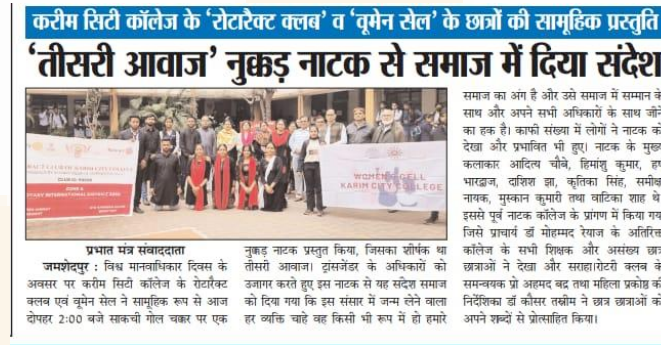 करीम सिटी कॉलेज के 'रोटारैक्ट क्लब' व 'वूमेन सेल' के छात्रों की सामूहिक प्रस्तुति
'तीसरी आवाज' नुक्कड़ नाटक से समाज में दिया संदेश
WOMEN'S CELL
KARIM CITY COLLEGE
प्रभात मंत्र संवाददाता
जमशेदपुर : विश्व मानवाधिकार दिवस के
अवसर पर करीम सिटी कॉलेज के रोटारैक्ट
क्लब एवं वूमेन सेल ने सामूहिक रूप से आज
दोपहर 2:00 बजे साकची गोल चक्कर पर एक
नुक्कड़ नाटक प्रस्तुत किया, जिसका शीर्षक था
तीसरी आवाज। ट्रांसजेंडर के अधिकारों को
उजागर करते हुए इस नाटक से यह संदेश समाज
को दिया गया कि इस संसार में जन्म लेने वाला
हर व्यक्ति चाहे वह किसी भी रूप में हो हमारे
समाज का अंग है और उसे समाज में सम्मान के
साथ और अपने सभी अधिकारों के साथ जीने
का हक है। काफी संख्या में लोगों ने नाटक को
देखा और प्रभावित भी हुए। नाटक के मुख्य
कलाकार आदित्य चौबे, हिमांशु कुमार,
भारद्वाज, दाशिश झा, कृतिका सिंह,
नायक, मुस्कान कुमारी तथा वाटिका शाह थे
इससे पूर्व नाटक कॉलेज के प्रांगण में किया गया
जिसे प्राचार्य डॉ मोहम्मद रेयाज के अतिरिक्त
कॉलेज के सभी शिक्षक और असंख्य छात्र
छात्राओं ने देखा और सराहा।रोटरी क्लब के
समन्वयक प्रो अहमद बद्र तथा महिला प्रकोष्ठ की
निर्देशिका डॉ कौसर तस्नीम ने छात्र छात्राओं को
अपने शब्दों से प्रोत्साहित किया।